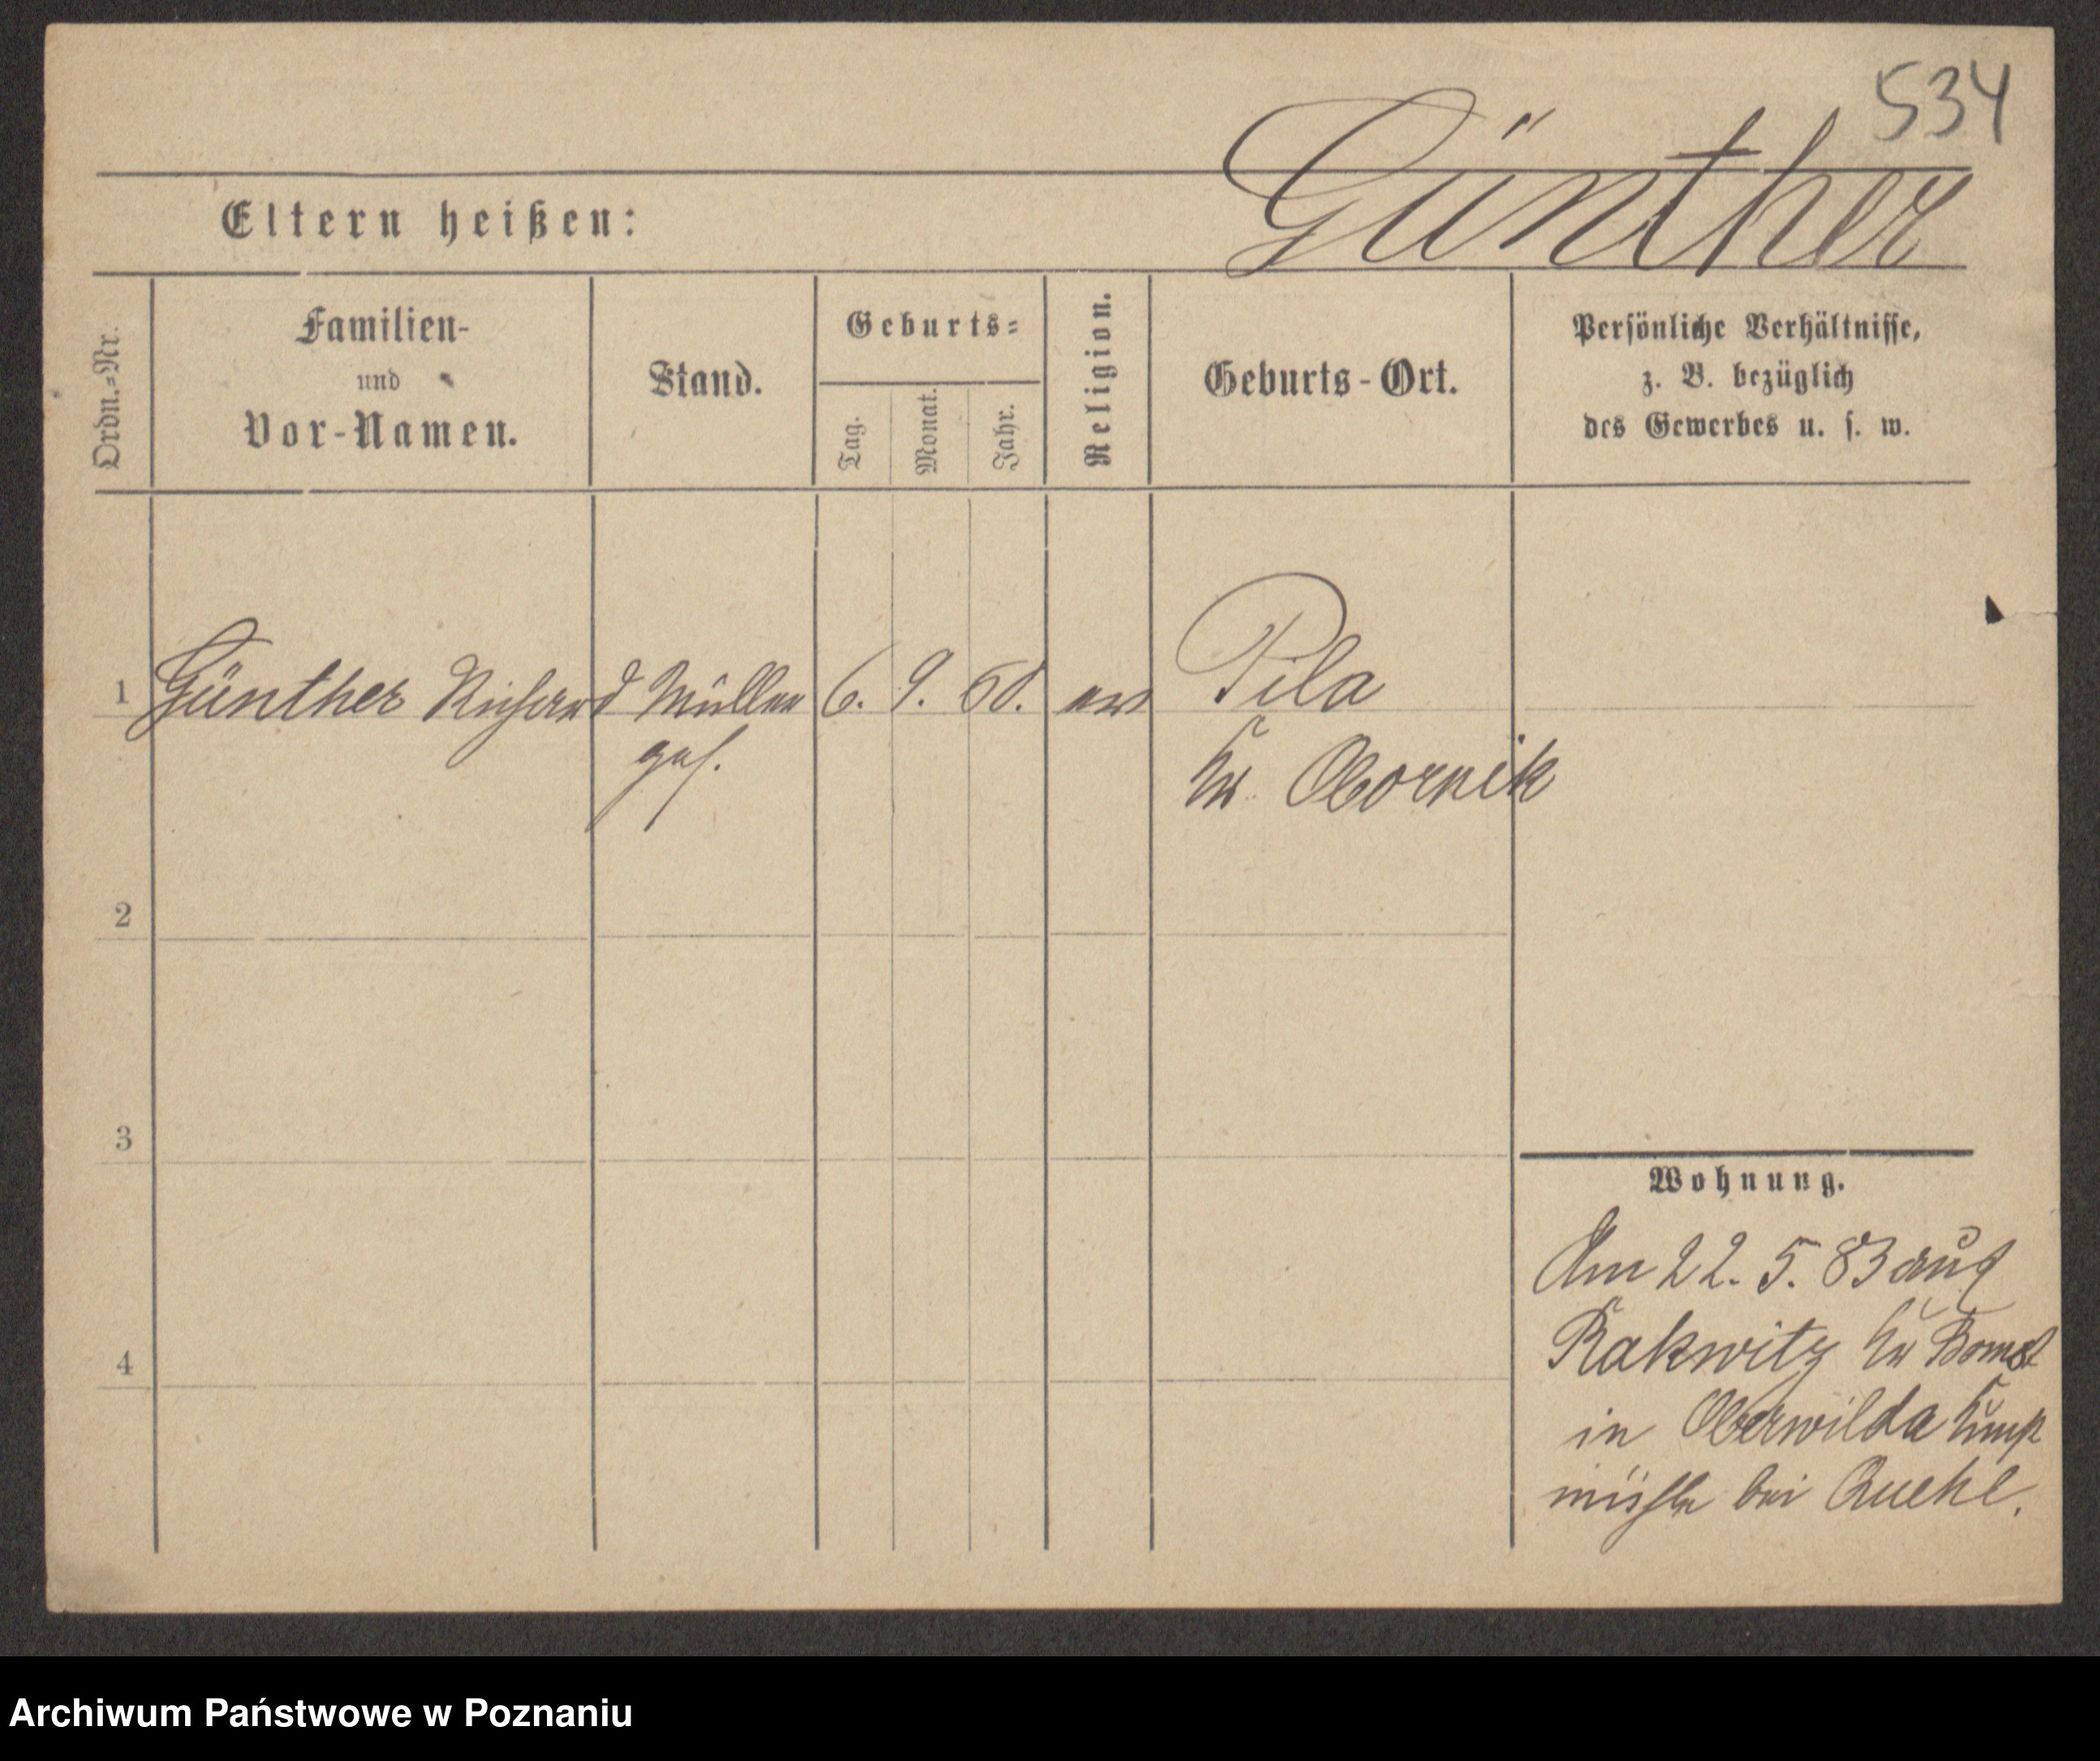 534
Günther
Eltern heißen:
Ordn.=Nr.
Familien-
und
Vor-Namen.
Stand.
Geburts=
Tag.
Monat.
Jahr.
Religion.
Geburts-Ort.
Persönliche Verhältnisse,
z. B. bezüglich
des Gewerbes u. s. w.
1 Günther Richard Müller 6. 9. 60. ev Pila
ges. Kr. Obornik
2
3
4
Wohnung.
Am 22. 5. 83 aus
Rakwitz Kr Bomst
in Oberwilda
mühle bei Ruehl.
Archiwum Państwowe w Poznaniu